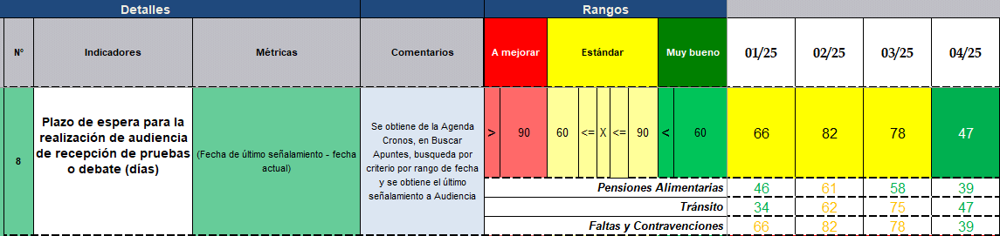 Detalles Rangos
N° Indicadores Métricas Comentarios A mejorar Estándar Muy bueno 01/25 02/25 03/25 04/25
8
Plazo de espera para la
realización de audiencia
de recepción de pruebas
o debate (días)
(Fecha de último señalamiento - fecha
actual)
Se obtiene de la Agenda
Cronos, en Buscar
Apuntes, busqueda por
criterio por rango de fecha
y se obtiene el último
señalamiento a Audiencia
> 90 60 <= X <= 90 < 60 66 82 78 47
Pensiones Alimentarias 46 61 58 39
Tránsito 34 62 75 47
Faltas y Contravenciones 66 82 78 39